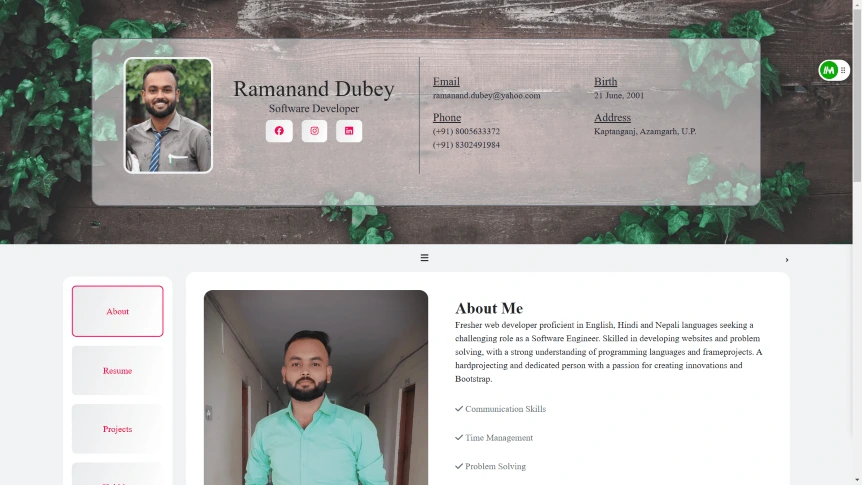 Ramanand Dubey
Software Developer
Email
ramanand.dubey@yahoo.com
Birth
21 June, 2001
Phone
(+91) 8005633372
(+91) 8302491984
Address
Kaptanganj, Azamgarh, U.P.
About
Resume
Projects
About Me
Fresher web developer proficient in English, Hindi and Nepali languages seeking a
challenging role as a Software Engineer. Skilled in developing websites and problem
solving, with a strong understanding of programming languages and frameprojects. A
hardprojecting and dedicated person with a passion for creating innovations and
Bootstrap.
Communication Skills
Time Management
Problem Solving